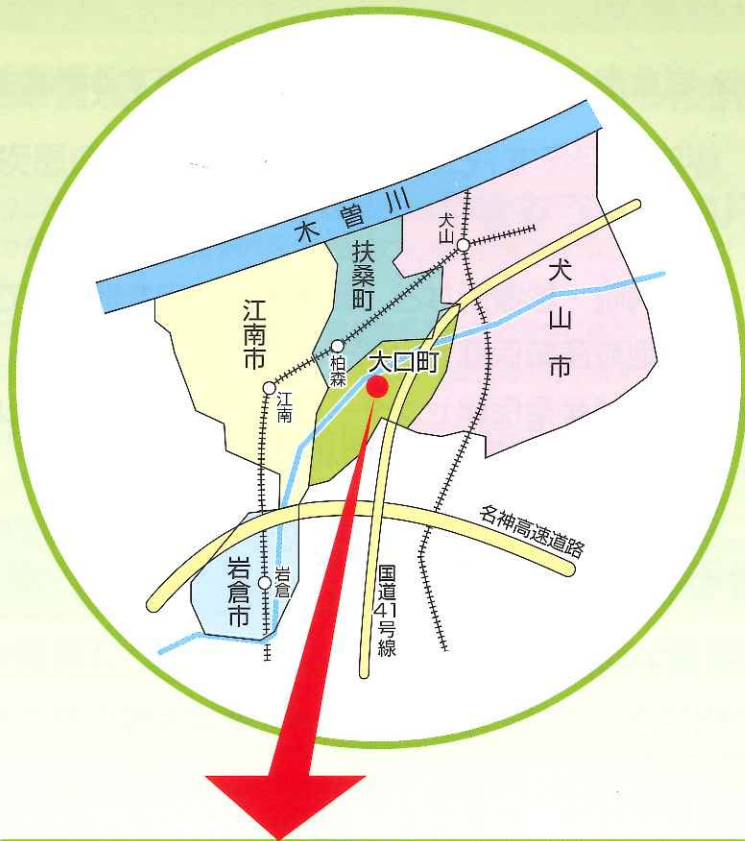 木曽川
犬山
扶桑町
犬山市
江南市
柏森
大口町
江南
名神高速道路
岩倉市
岩倉
国道41号線